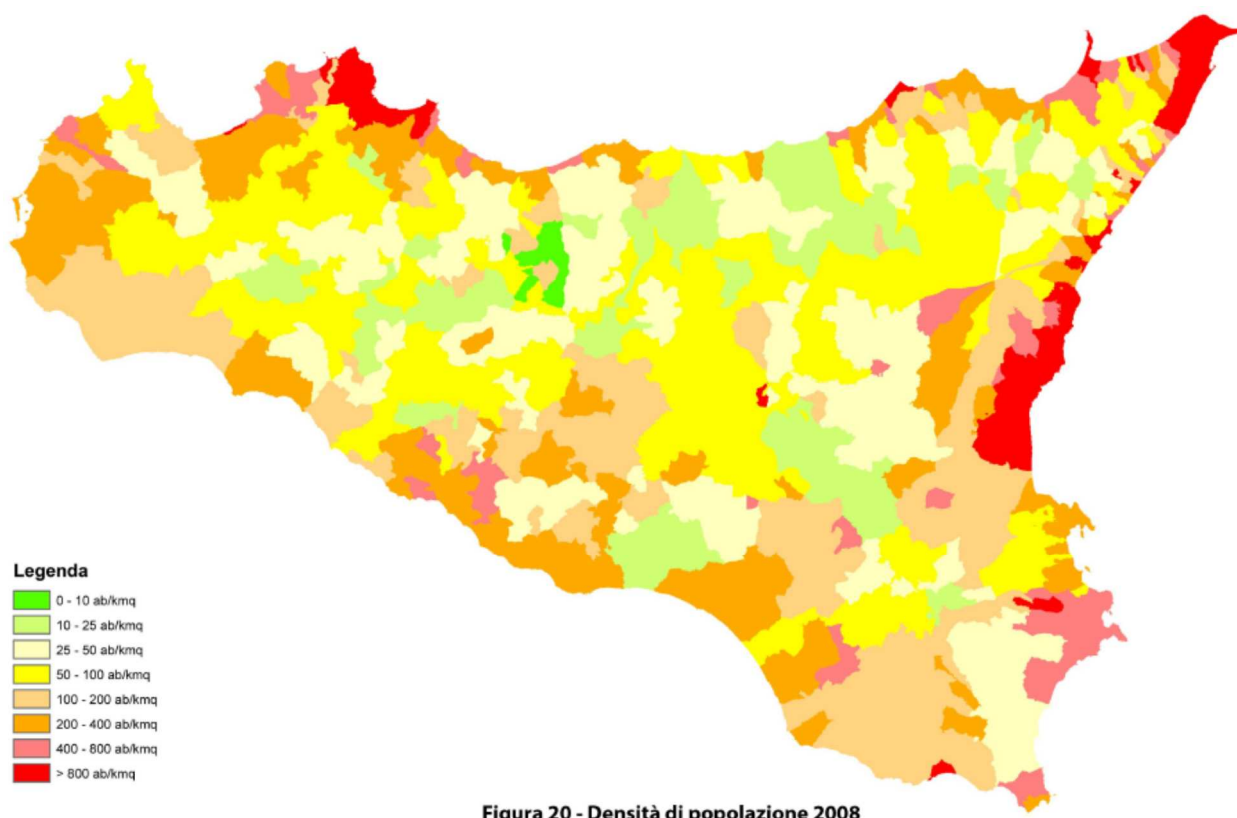 Legenda
0 - 10 ab/kmq
10 - 25 ab/kmq
25 - 50 ab/kmq
50 - 100 ab/kmq
100 - 200 ab/kmq
200 - 400 ab/kmq
400 - 800 ab/kmq
> 800 ab/kmq
Figura 20 - Densità di popolazione 2008